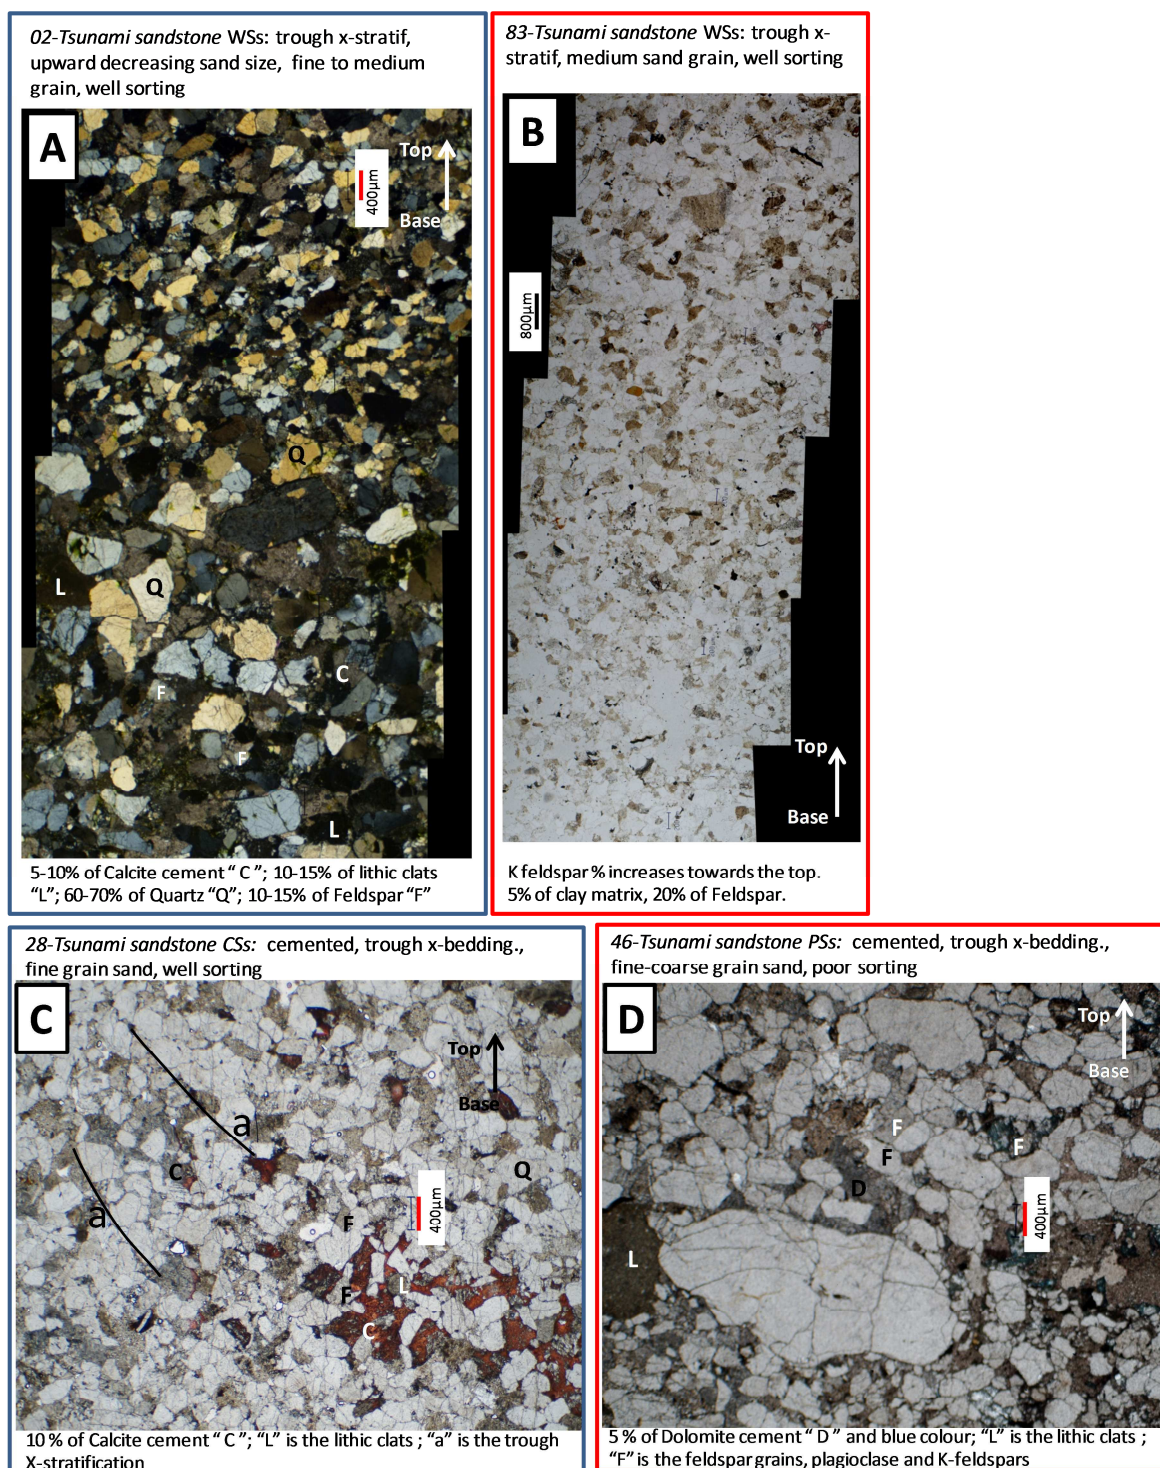 02-Tsunami sandstone WSs: trough x-stratif,
upward decreasing sand size, fine to medium
grain, well sorting
A
Top
Base
400µm
Q
L
Q
C
F
F
L
5-10% of Calcite cement “ C ”; 10-15% of lithic clats
“L”; 60-70% of Quartz “Q”; 10-15% of Feldspar “F”
83-Tsunami sandstone WSs: trough x-
stratif, medium sand grain, well sorting
B
800µm
Top
Base
K feldspar % increases towards the top.
5% of clay matrix, 20% of Feldspar.
28-Tsunami sandstone CSs: cemented, trough x-bedding.,
fine grain sand, well sorting
C
Top
Base
a
C
Q
a
F
400µm
F
L
C
10 % of Calcite cement “ C ”; “L” is the lithic clats ; “a” is the trough
X-stratification
46-Tsunami sandstone PSs: cemented, trough x-bedding.,
fine-coarse grain sand, poor sorting
D
Top
Base
F
F
F
D
400µm
L
5 % of Dolomite cement “ D ” and blue colour; “L” is the lithic clats ;
“F” is the feldspar grains, plagioclase and K-feldspars